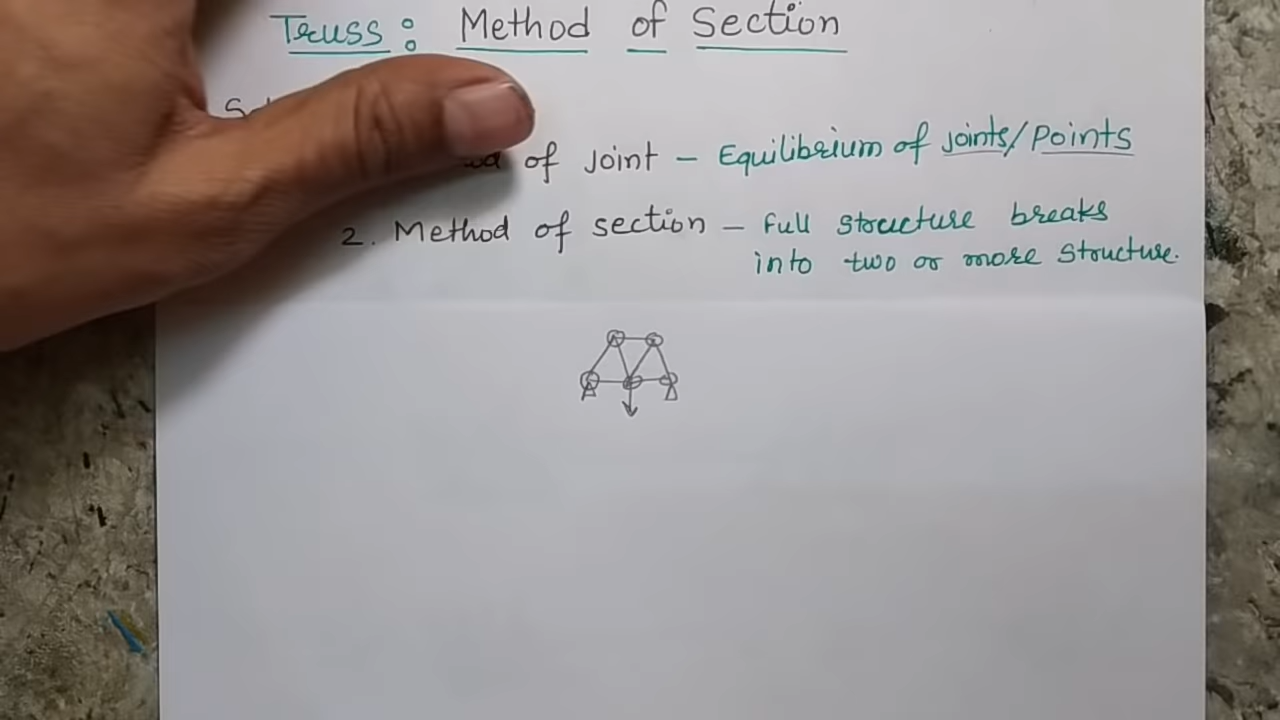 Truss: Method of Section
of joint - Equilibrium of joints/Points
2. Method of section - Full structure breaks
into two or more structure.